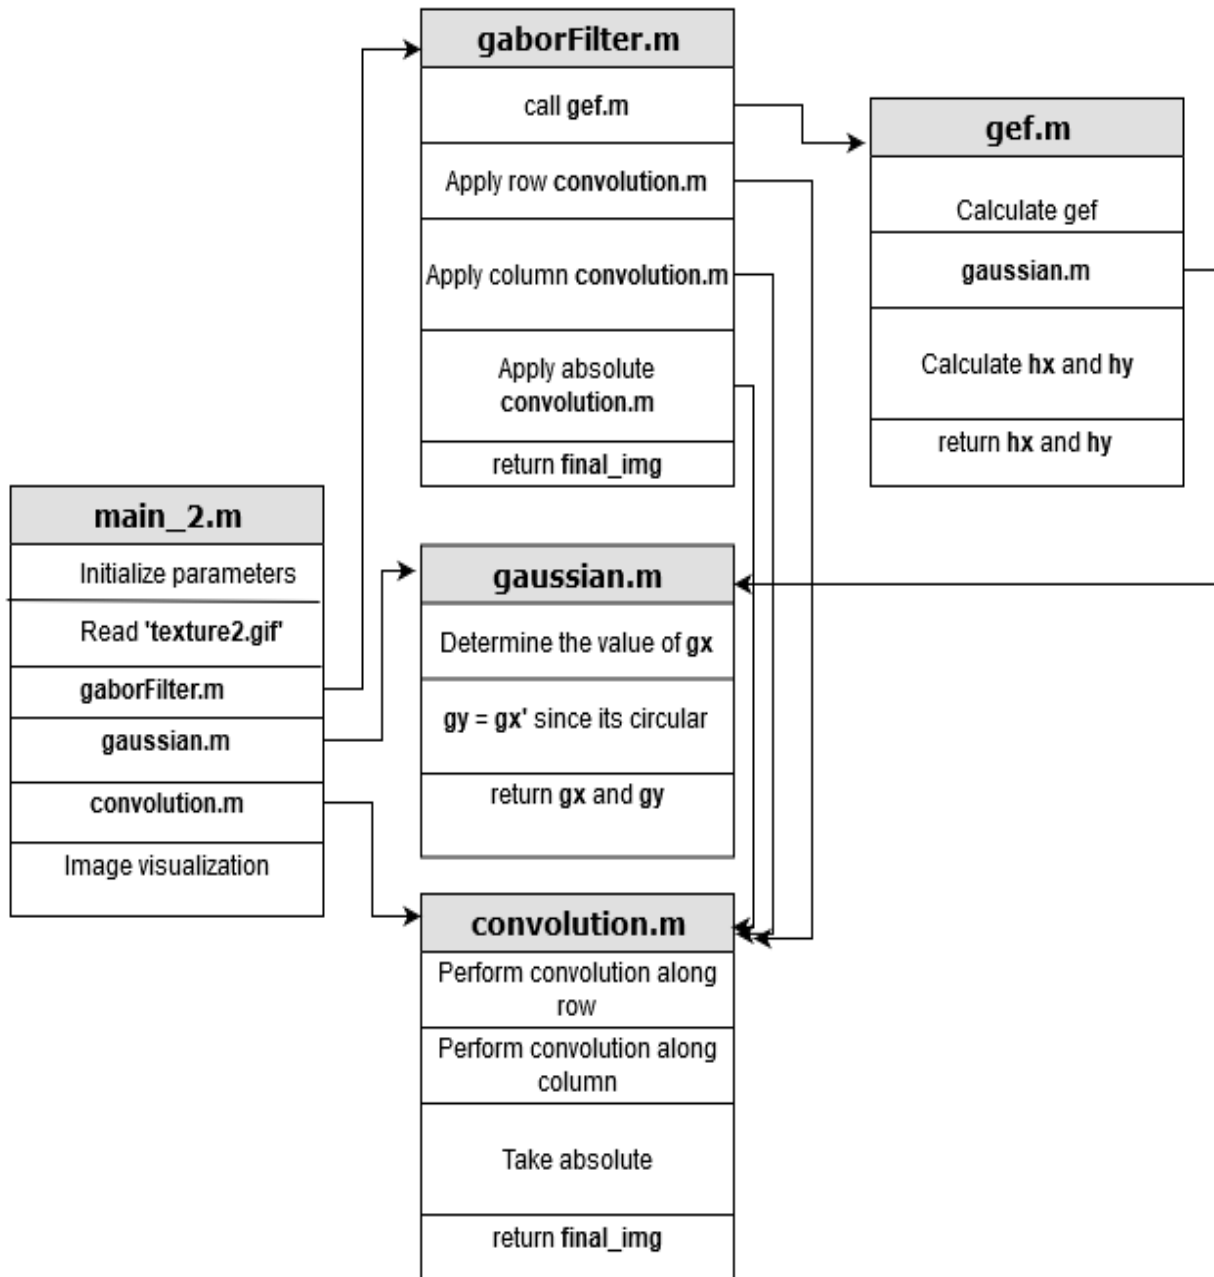 gaborFilter.m
call gef.m
Apply row convolution.m
Apply column convolution.m
Apply absolute
convolution.m
return final_img
gef.m
Calculate gef
gaussian.m
Calculate hx and hy
return hx and hy
main_2.m
Initialize parameters
Read 'texture2.gif'
gaborFilter.m
gaussian.m
convolution.m
Image visualization
gaussian.m
Determine the value of gx
gy = gx' since its circular
return gx and gy
convolution.m
Perform convolution along
row
Perform convolution along
column
Take absolute
return final_img